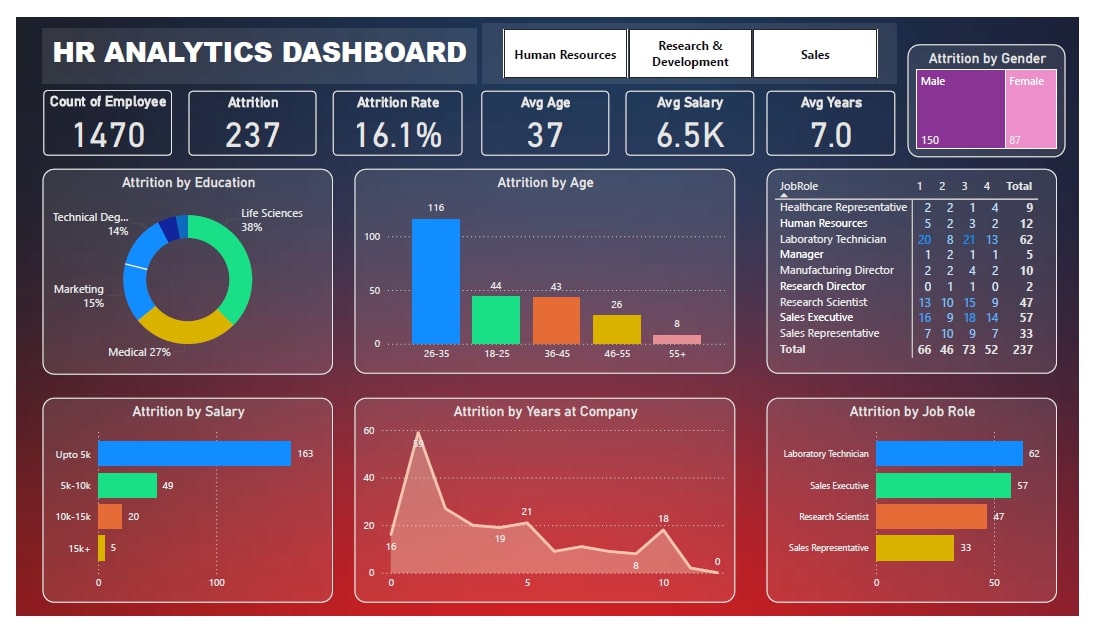 HR ANALYTICS DASHBOARD
Human Resources
Research &
Development
Sales
Count of Employee
1470
Attrition
237
Attrition Rate
16.1%
Avg Age
37
Avg Salary
6.5K
Avg Years
7.0
Attrition by Gender
Male
Female
150
87
Attrition by Education
Technical Deg...
14%
Life Sciences
38%
Marketing
15%
Medical 27%
Attrition by Age
116
44
43
26
8
100
50
0
26-35 18-25 36-45 46-55 55+
JobRole 1 2 3 4 Total
Healthcare Representative 2 2 1 4 9
Human Resources 5 2 3 2 12
Laboratory Technician 20 8 21 13 62
Manager 1 2 1 1 5
Manufacturing Director 2 2 4 2 10
Research Director 0 1 1 0 2
Research Scientist 13 10 15 9 47
Sales Executive 16 9 18 14 57
Sales Representative 7 10 9 7 33
Total 66 46 73 52 237
Attrition by Salary
Upto 5k 163
5k-10k 49
10k-15k 20
15k+ 5
0 100
Attrition by Years at Company
60
40
20
0
16
59
19
21
8
18
0
0 5 10
Attrition by Job Role
Laboratory Technician 62
Sales Executive 57
Research Scientist 47
Sales Representative 33
0 50